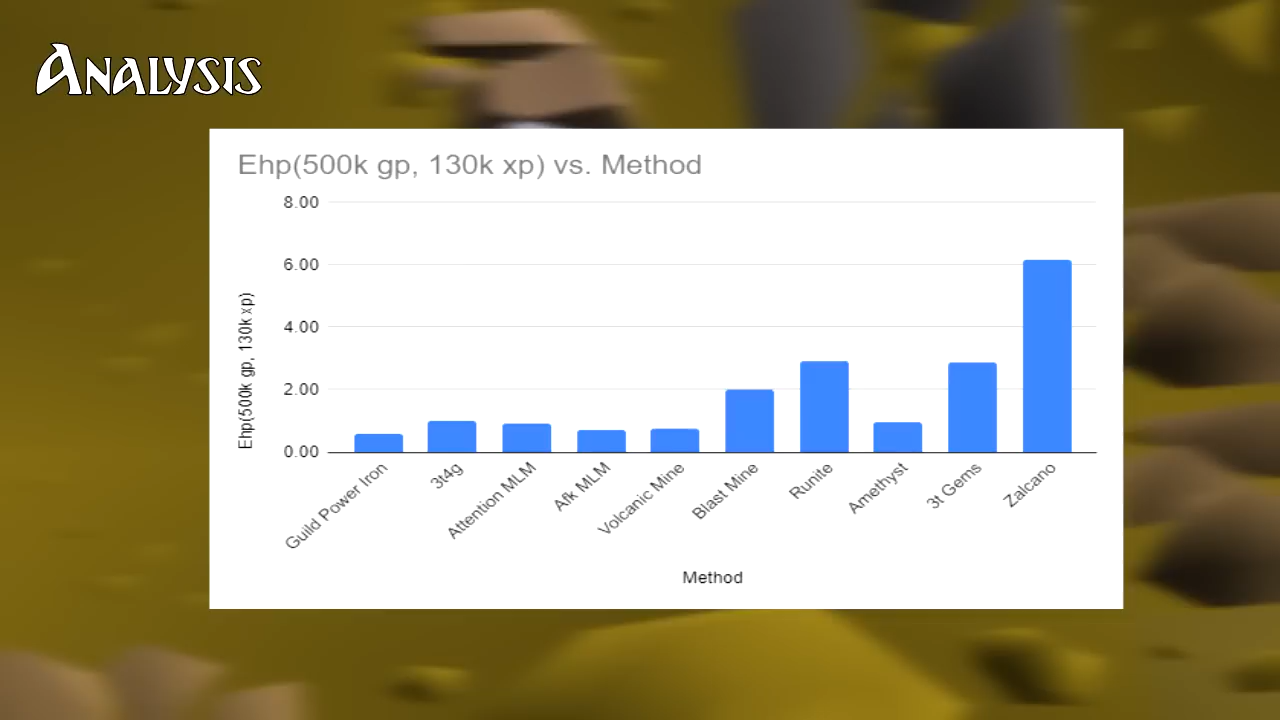 Analysis
Ehp(500k gp, 130k xp) vs. Method
8.00
6.00
4.00
2.00
0.00
Ehp(500k gp, 130k xp)
Guild Power Iron
3t4g
Attention MLM
Afk MLM
Volcanic Mine
Blast Mine
Runite
Amethyst
3t Gems
Zalcano
Method